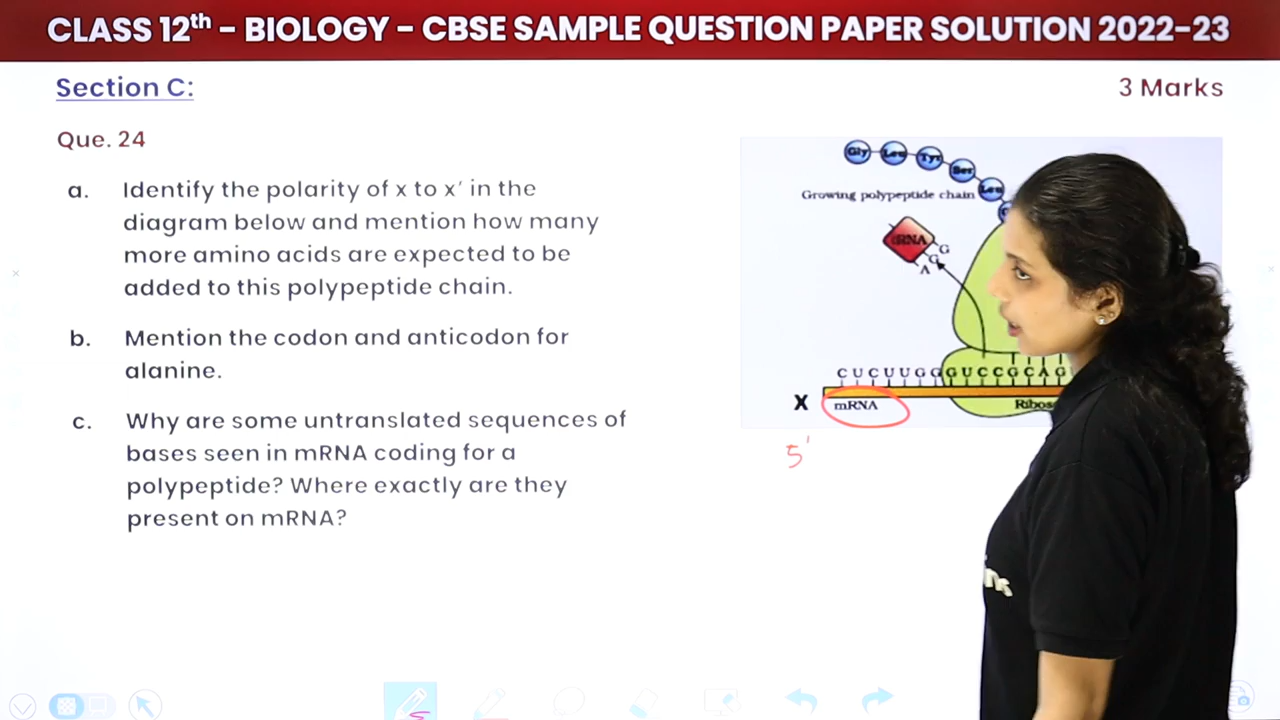 CLASS 12th – BIOLOGY – CBSE SAMPLE QUESTION PAPER SOLUTION 2022-23
Section C:
3 Marks
Que. 24
a. Identify the polarity of x to x' in the
diagram below and mention how many
more amino acids are expected to be
added to this polypeptide chain.
b. Mention the codon and anticodon for
alanine.
c. Why are some untranslated sequences of
bases seen in mRNA coding for a
polypeptide? Where exactly are they
present on mRNA?
Gly Leu Tyr Ser Leu
Growing polypeptide chain
tRNA
G
G
A
C U C U U G G G U C C G C A G
X
mRNA
5'